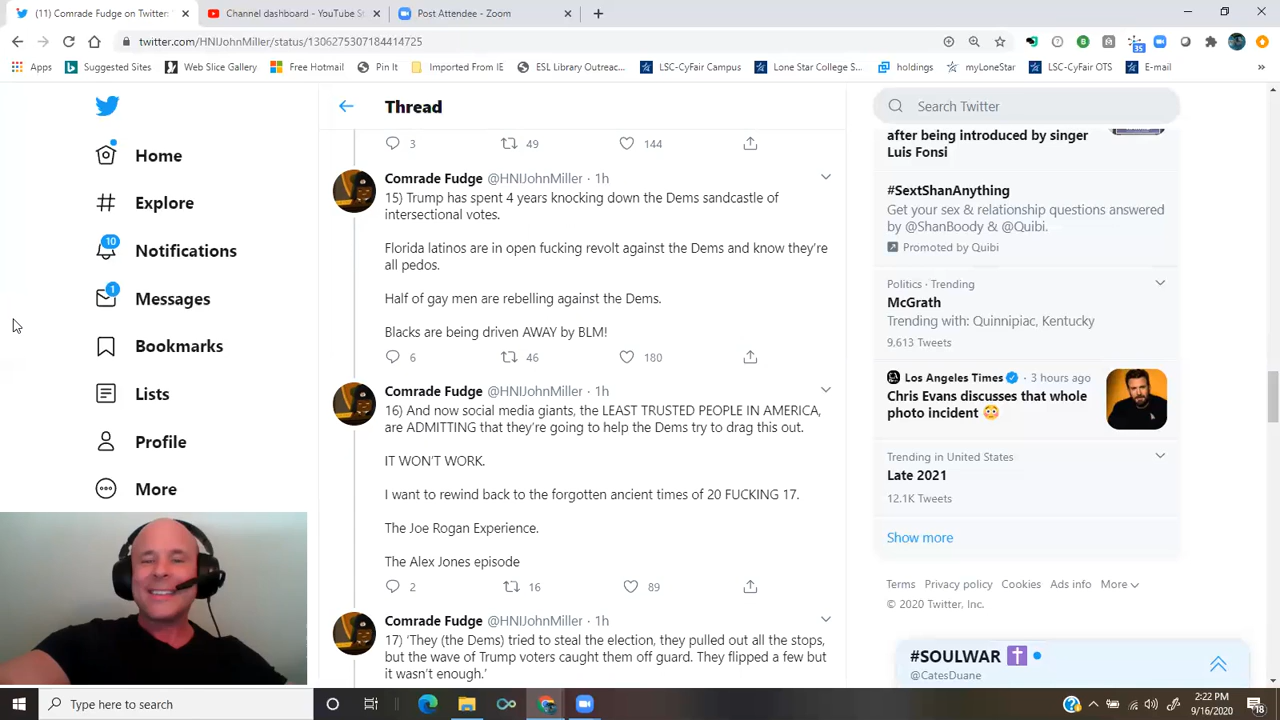 (11) Comrade Fudge on Twitter:
Channel dashboard - YouTube St
Post Attendee - Zoom
twitter.com/HNIJohnMiller/status/1306275307184414725
35
Apps
Suggested Sites
Web Slice Gallery
Free Hotmail
Pin It
Imported From IE
ESL Library Outreac...
LSC-CyFair Campus
Lone Star College S...
holdings
myLoneStar
LSC-CyFair OTS
E-mail
»
Home
Explore
10
Notifications
1
Messages
Bookmarks
Lists
Profile
More
Thread
3 49 144
Comrade Fudge @HNIJohnMiller · 1h
15) Trump has spent 4 years knocking down the Dems sandcastle of
intersectional votes.
Florida latinos are in open fucking revolt against the Dems and know they're
all pedos.
Half of gay men are rebelling against the Dems.
Blacks are being driven AWAY by BLM!
6 46 180
Comrade Fudge @HNIJohnMiller · 1h
16) And now social media giants, the LEAST TRUSTED PEOPLE IN AMERICA,
are ADMITTING that they're going to help the Dems try to drag this out.
IT WON'T WORK.
I want to rewind back to the forgotten ancient times of 20 FUCKING 17.
The Joe Rogan Experience.
The Alex Jones episode
2 16 89
Comrade Fudge @HNIJohnMiller · 1h
17) 'They (the Dems) tried to steal the election, they pulled out all the stops,
but the wave of Trump voters caught them off guard. They flipped a few but
it wasn't enough.'
Search Twitter
after being introduced by singer
Luis Fonsi
#SextShanAnything
Get your sex & relationship questions answered
by @ShanBoody & @Quibi.
Promoted by Quibi
Politics · Trending
McGrath
Trending with: Quinnipiac, Kentucky
9,613 Tweets
Los Angeles Times · 3 hours ago
Chris Evans discusses that whole
photo incident 😳
Trending in United States
Late 2021
12.1K Tweets
Show more
Terms Privacy policy Cookies Ads info More
© 2020 Twitter, Inc.
#SOULWAR ✝
@CatesDuane
Type here to search
2:22 PM
9/16/2020
18